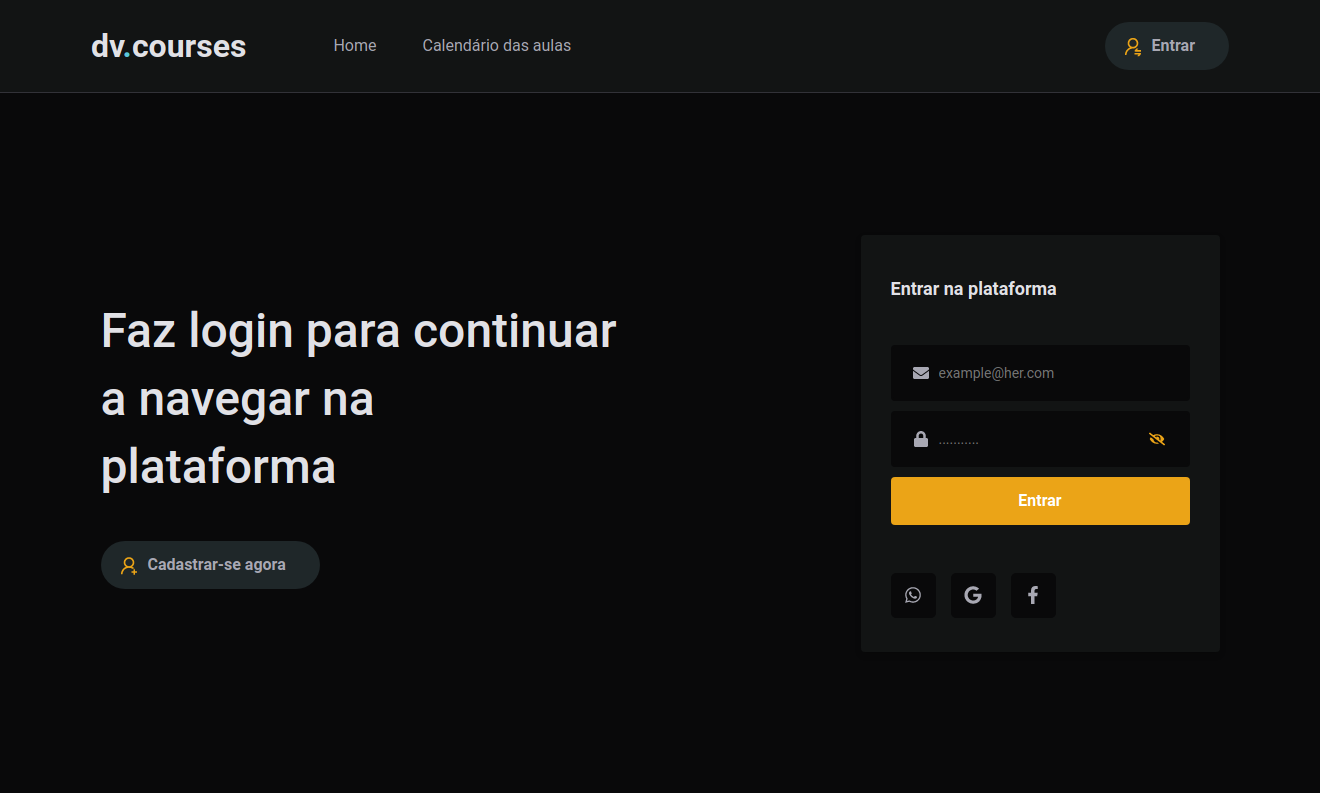 dv.courses
Home
Calendário das aulas
Entrar
Faz login para continuar
a navegar na
plataforma
Cadastrar-se agora
Entrar na plataforma
example@her.com
...........
Entrar